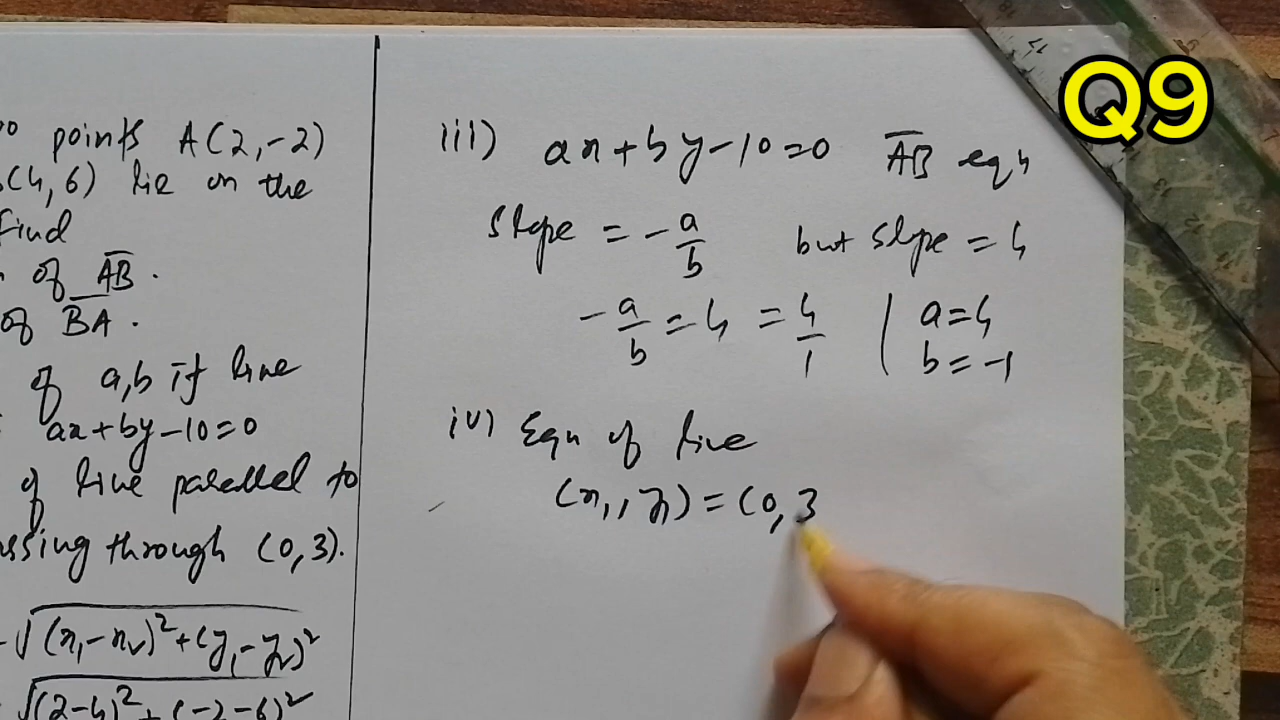 points A(2,-2)
(4,6) lie on the
find
of AB.
of BA.
of a,b if line
ax+by-10=0
of line parallel to
ssing through (0,3).
√(x₁-x₂)²+(y₁-y₂)²
√(2-4)²+(-2-6)²
Q9
iii) ax+by-10=0 AB eqn
Slope = -a/b but slope = 4
-a/b = 4 = 4/1 | a=4
b=-1
iv) Eqn of line
(x₁, y₁) = (0,3
17